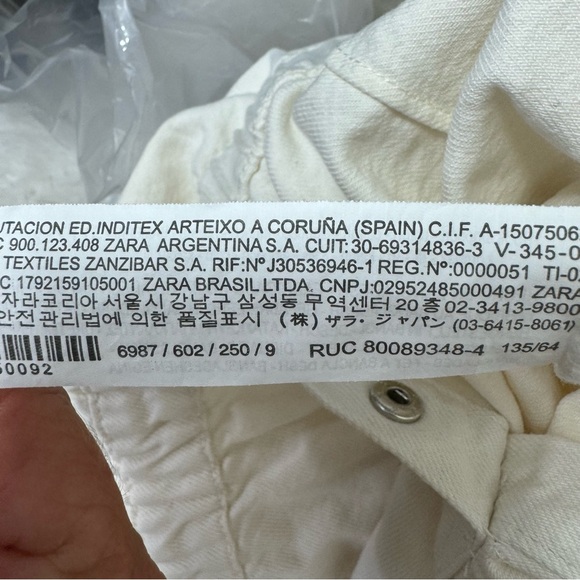 UTACION ED.INDITEX ARTEIXO A CORUÑA (SPAIN) C.I.F. A-1507506
C 900.123.408 ZARA ARGENTINA S.A. CUIT:30-69314836-3 V-345-0
TEXTILES ZANZIBAR S.A. RIF:NºJ30536946-1 REG.Nº:0000051 TI-0
C 1792159105001 ZARA BRASIL LTDA. CNPJ:02952485000491 ZARA
자라코리아 서울시 강남구 삼성동 무역센터 20 층 02-3413-9800
안전 관리법에 의한 품질표시 (株) ザラ・ジャパン (03-6415-8061)
6987 / 602 / 250 / 9 RUC 80089348-4 135/64
50092